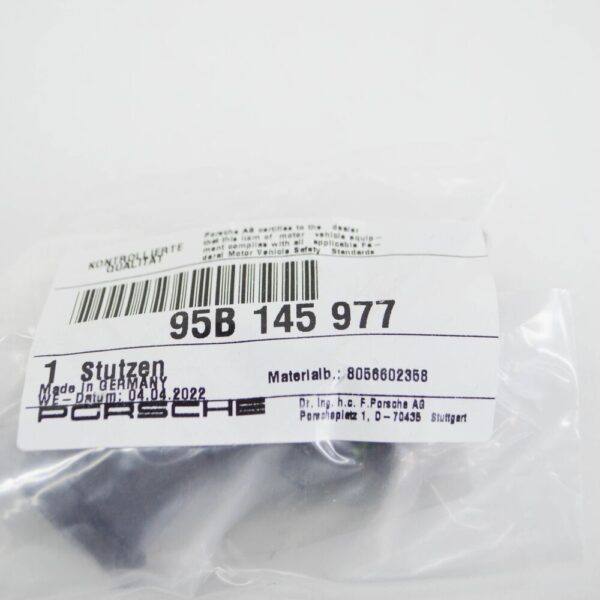 KONTROLLIERTE
QUALITÄT
Porsche AG certifies to the dealer
that this item of motor vehicle equip-
ment complies with all applicable Fe-
deral Motor Vehicle Safety Standards
95B 145 977
1 Stutzen
Materialb.: 8056602358
Made in GERMANY
WE-Datum: 04.04.2022
PORSCHE
Dr. Ing. h.c. F.Porsche AG
Porscheplatz 1, D-70435 Stuttgart